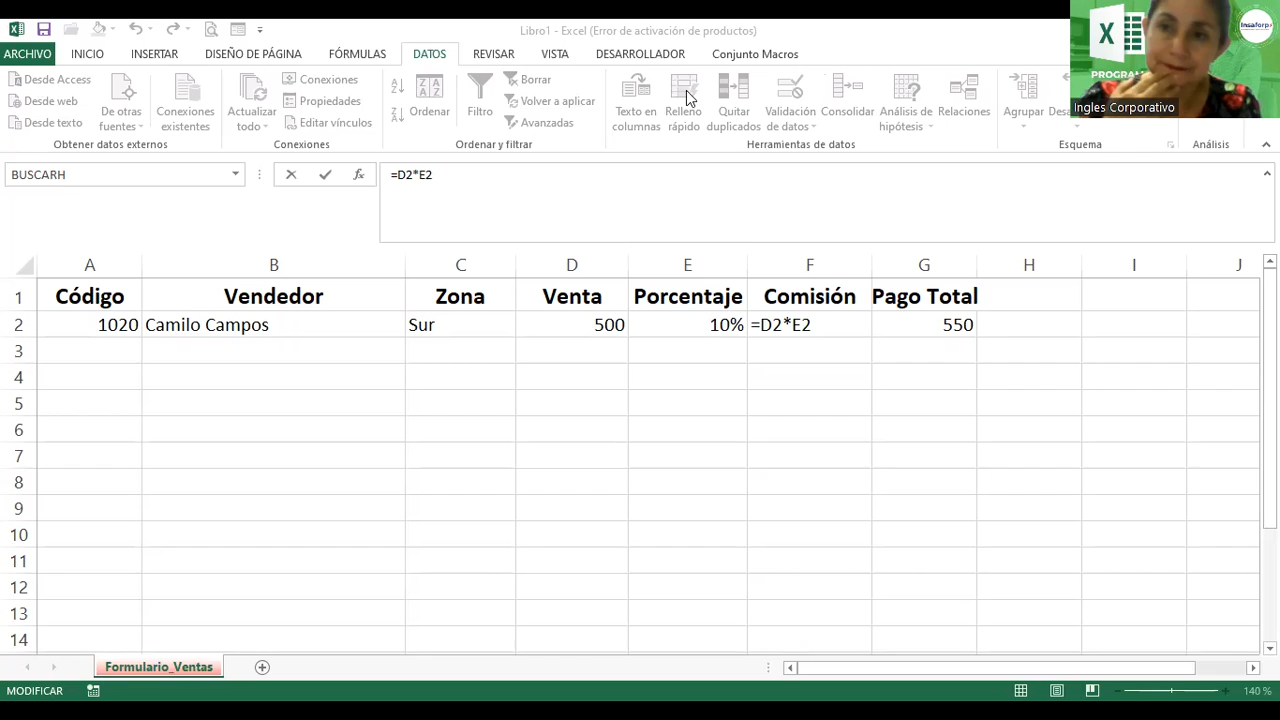 Libro1 - Excel (Error de activación de productos)
ARCHIVO INICIO INSERTAR DISEÑO DE PÁGINA FÓRMULAS DATOS REVISAR VISTA DESARROLLADOR Conjunto Macros
Desde Access
Desde web
Desde texto
De otras
fuentes
Conexiones
existentes
Obtener datos externos
Actualizar
todo
Conexiones
Propiedades
Editar vínculos
Conexiones
Ordenar
Filtro
Borrar
Volver a aplicar
Avanzadas
Ordenar y filtrar
Texto en
columnas
Relleno
rápido
Quitar
duplicados
Validación
de datos
Consolidar
Análisis de
hipótesis
Relaciones
Herramientas de datos
Agrupar
Esquema
Análisis
Insaforp
Ingles Corporativo
BUSCARH
=D2*E2
A B C D E F G H I J
1 Código Vendedor Zona Venta Porcentaje Comisión Pago Total
2 1020 Camilo Campos Sur 500 10% =D2*E2 550
3
4
5
6
7
8
9
10
11
12
13
14
Formulario_Ventas
MODIFICAR
140 %